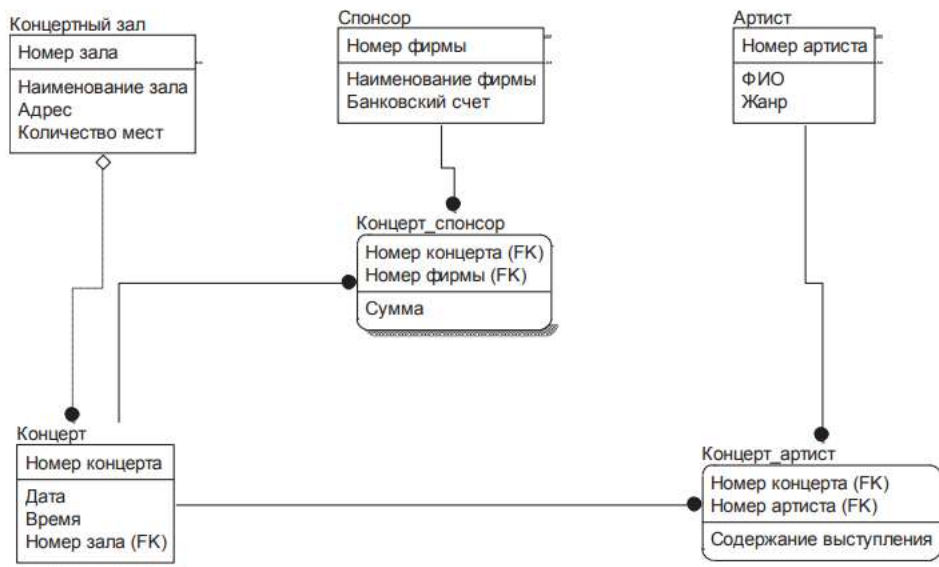 Концертный зал
Номер зала
Наименование зала
Адрес
Количество мест
Спонсор
Номер фирмы
Наименование фирмы
Банковский счет
Артист
Номер артиста
ФИО
Жанр
Концерт_спонсор
Номер концерта (FK)
Номер фирмы (FK)
Сумма
Концерт
Номер концерта
Дата
Время
Номер зала (FK)
Концерт_артист
Номер концерта (FK)
Номер артиста (FK)
Содержание выступления